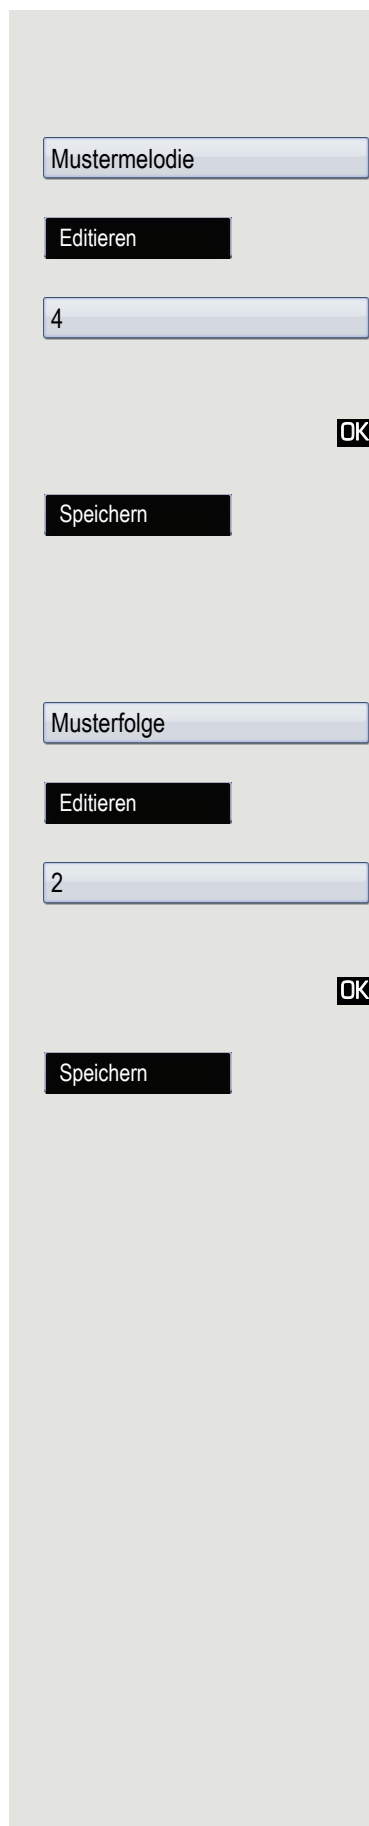 Mustermelodie
Editieren
4
OK
Speichern
Musterfolge
Editieren
2
OK
Speichern